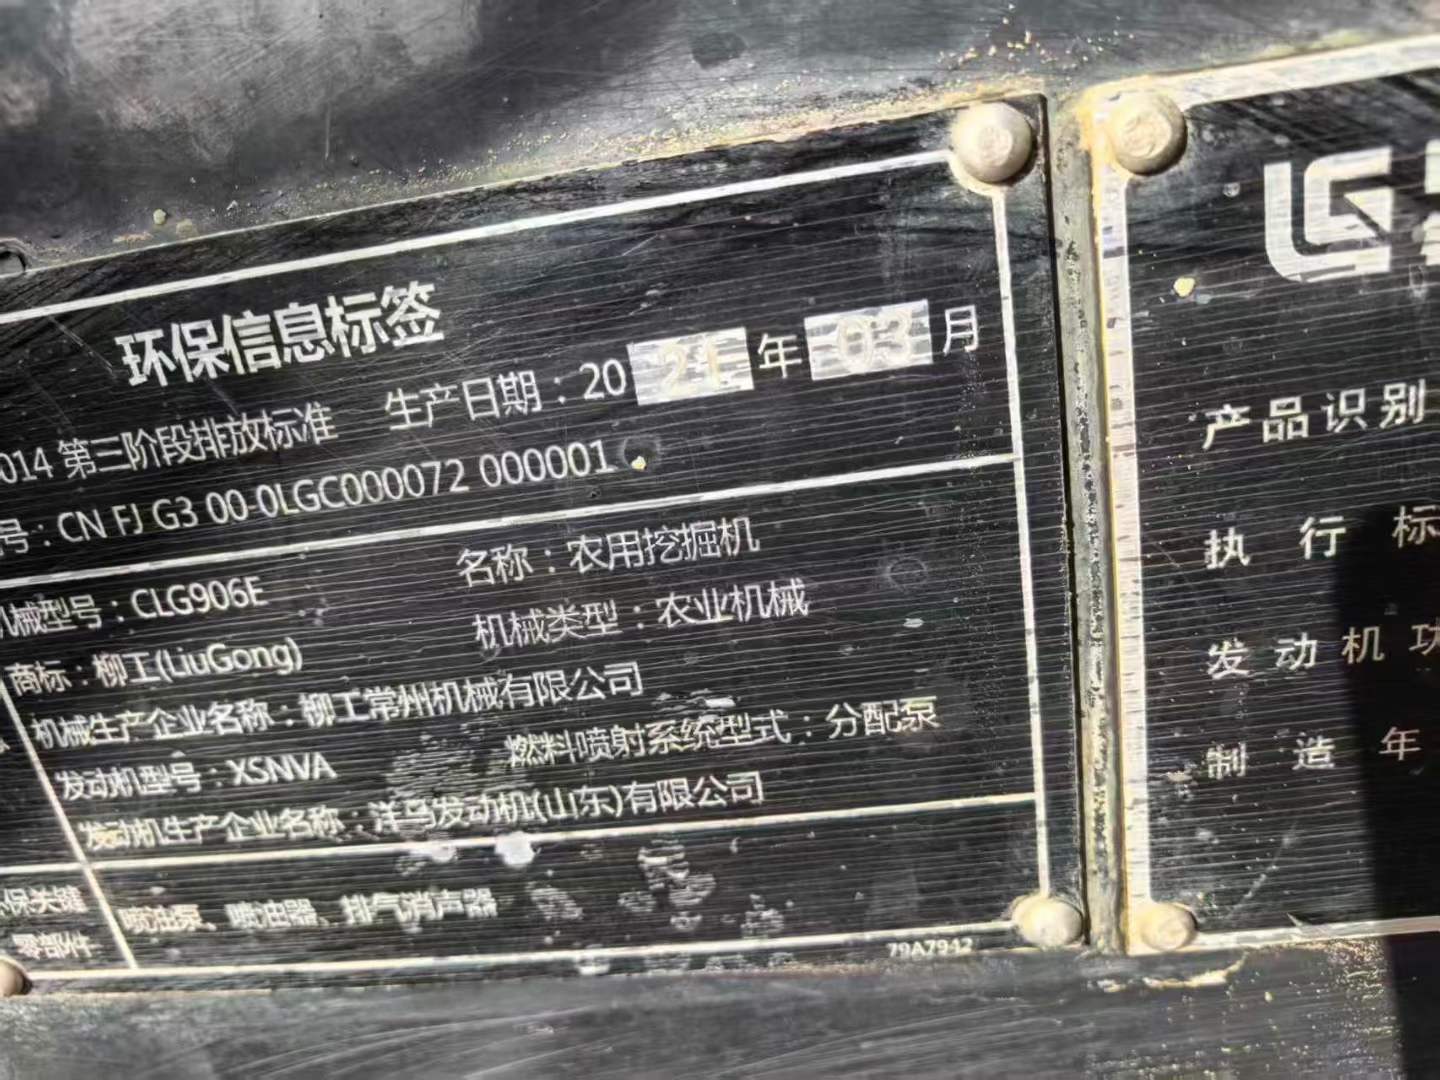 环保信息标签
014 第三阶段排放标准 生产日期：2021年03月
号：CN FJ G3 00-0LGC000072 000001
机械型号：CLG906E 名称：农用挖掘机
商标：柳工(LiuGong) 机械类型：农业机械
机械生产企业名称：柳工常州机械有限公司
发动机型号：XSNVA 燃料喷射系统型式：分配泵
发动机生产企业名称：洋马发动机(山东)有限公司
保关键
零部件
喷油泵、喷油器、排气消声器
79A7942
LG
产品识别
执行标
发动机功
制造年